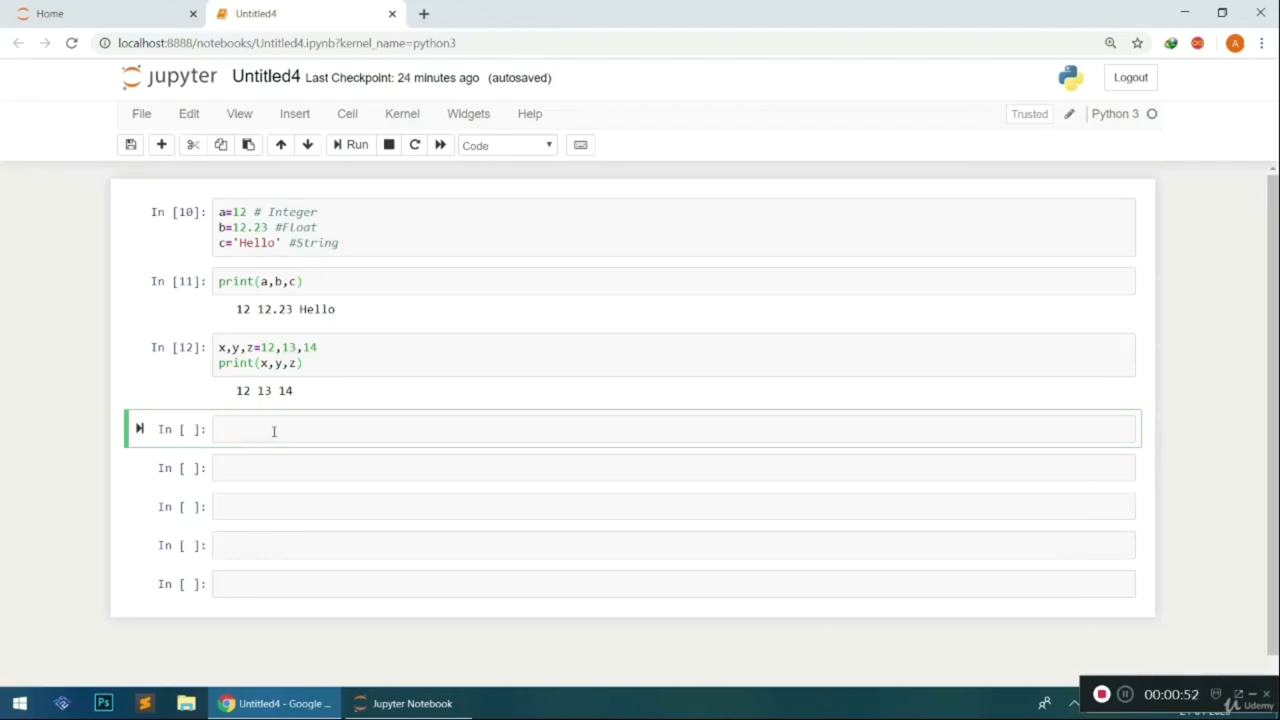 Home
Untitled4
localhost:8888/notebooks/Untitled4.ipynb?kernel_name=python3
A
jupyter Untitled4 Last Checkpoint: 24 minutes ago (autosaved)
Logout
File Edit View Insert Cell Kernel Widgets Help
Trusted
Python 3
Run
Code
In [10]: a=12 # Integer
b=12.23 #Float
c='Hello' #String
In [11]: print(a,b,c)
12 12.23 Hello
In [12]: x,y,z=12,13,14
print(x,y,z)
12 13 14
In [ ]:
In [ ]:
In [ ]:
In [ ]:
In [ ]:
Ps
Untitled4 - Google ...
Jupyter Notebook
00:00:52
Udemy